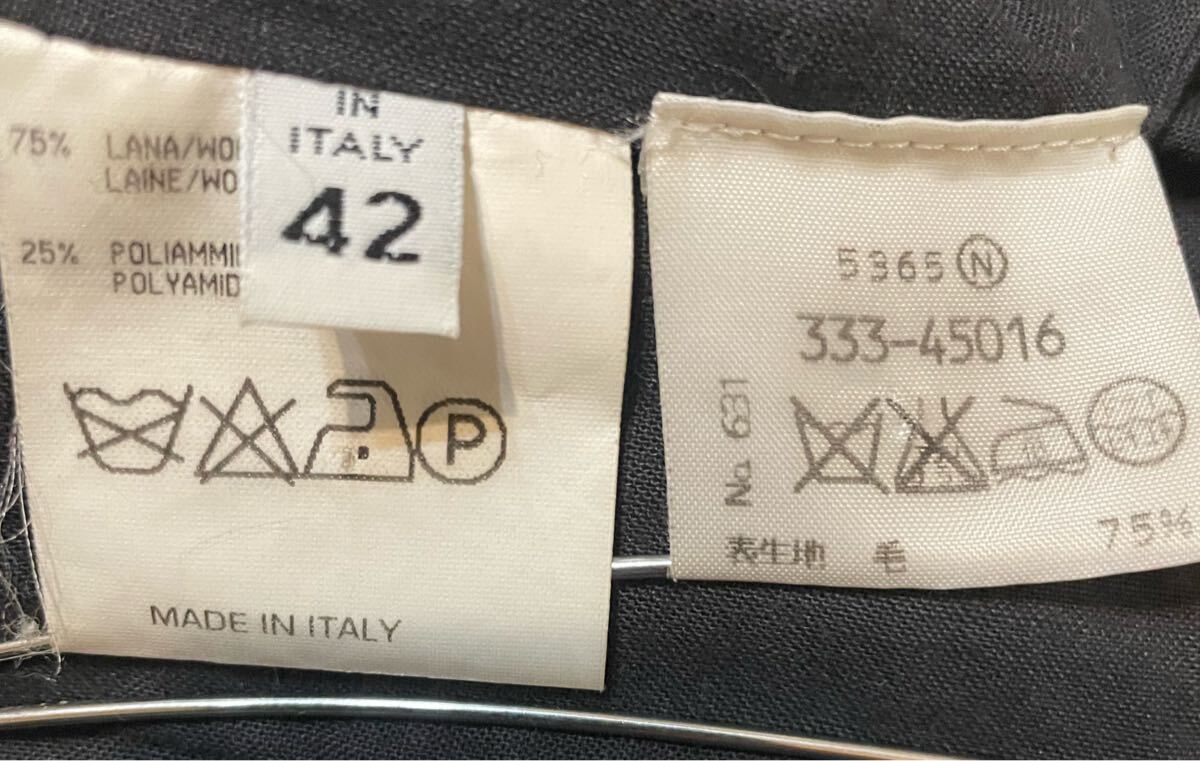 75% LANA/WO
LAINE/WO
25% POLIAMMI
POLYAMID
IN
ITALY
42
P
MADE IN ITALY
5365 Ⓝ
333-45016
No 631
表生地 毛 75%